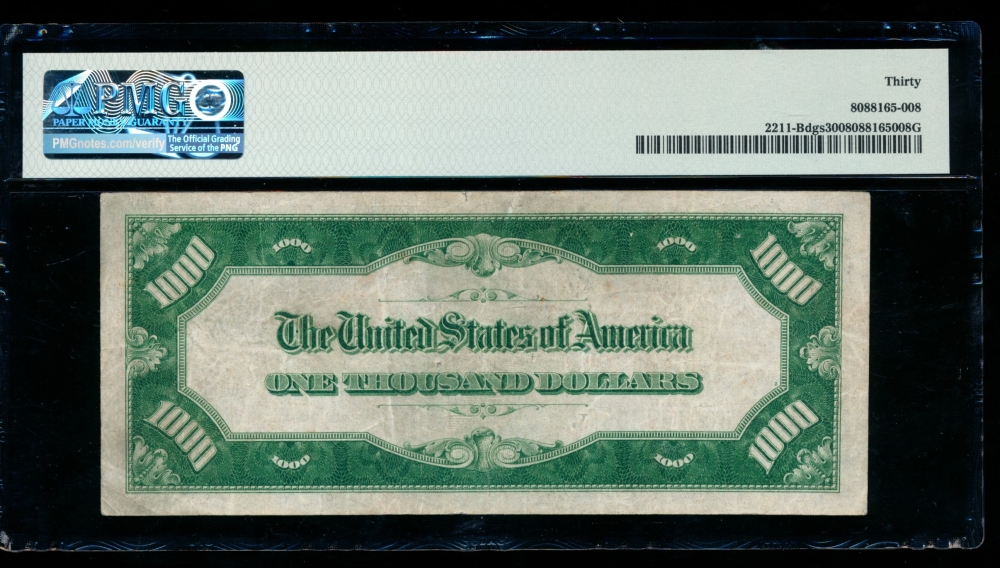 PMG
PAPER MONEY GUARANTY
PMGnotes.com/verify
The Official Grading
Service of the PNG
Thirty
8088165-008
2211-Bdgs3008088165008G
1000 1000 1000 1000
The United States of America
ONE THOUSAND DOLLARS
1000 1000 1000 1000